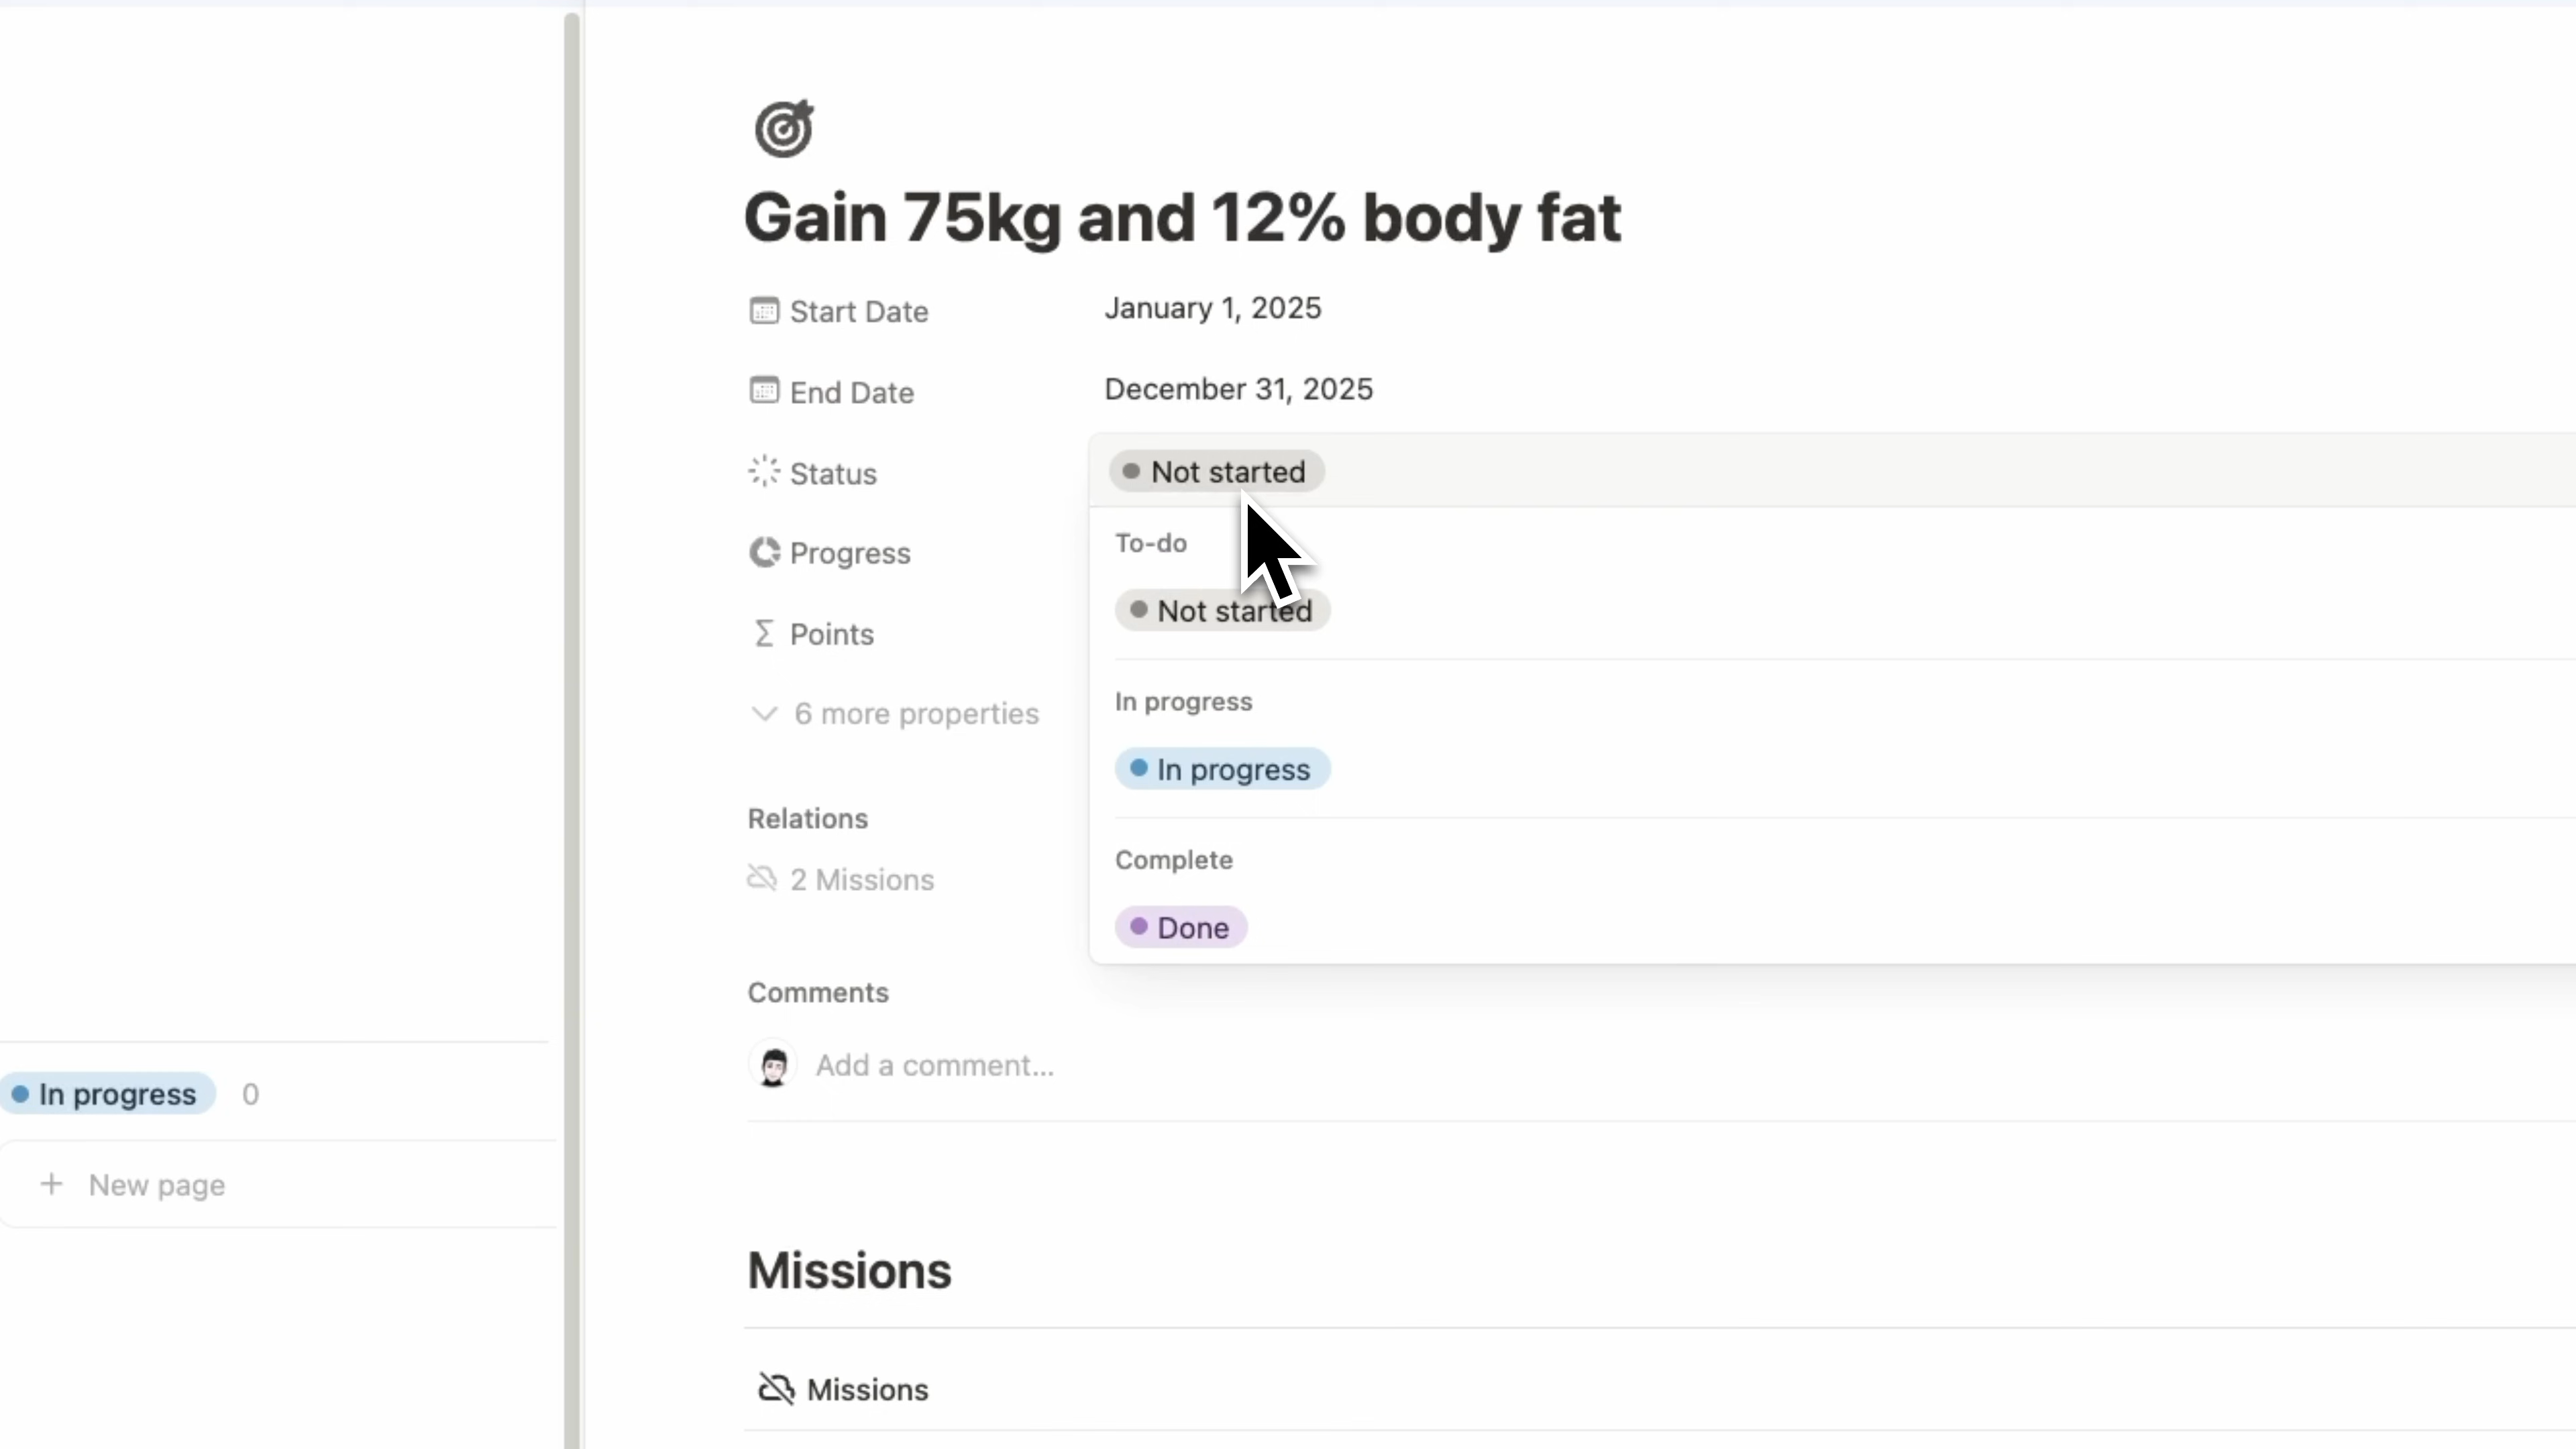 Gain 75kg and 12% body fat
Start Date January 1, 2025
End Date December 31, 2025
Status Not started
To-do
Progress
Not started
Points
In progress
6 more properties
In progress
Relations
Complete
2 Missions
Done
Comments
Add a comment...
In progress 0
+ New page
Missions
Missions